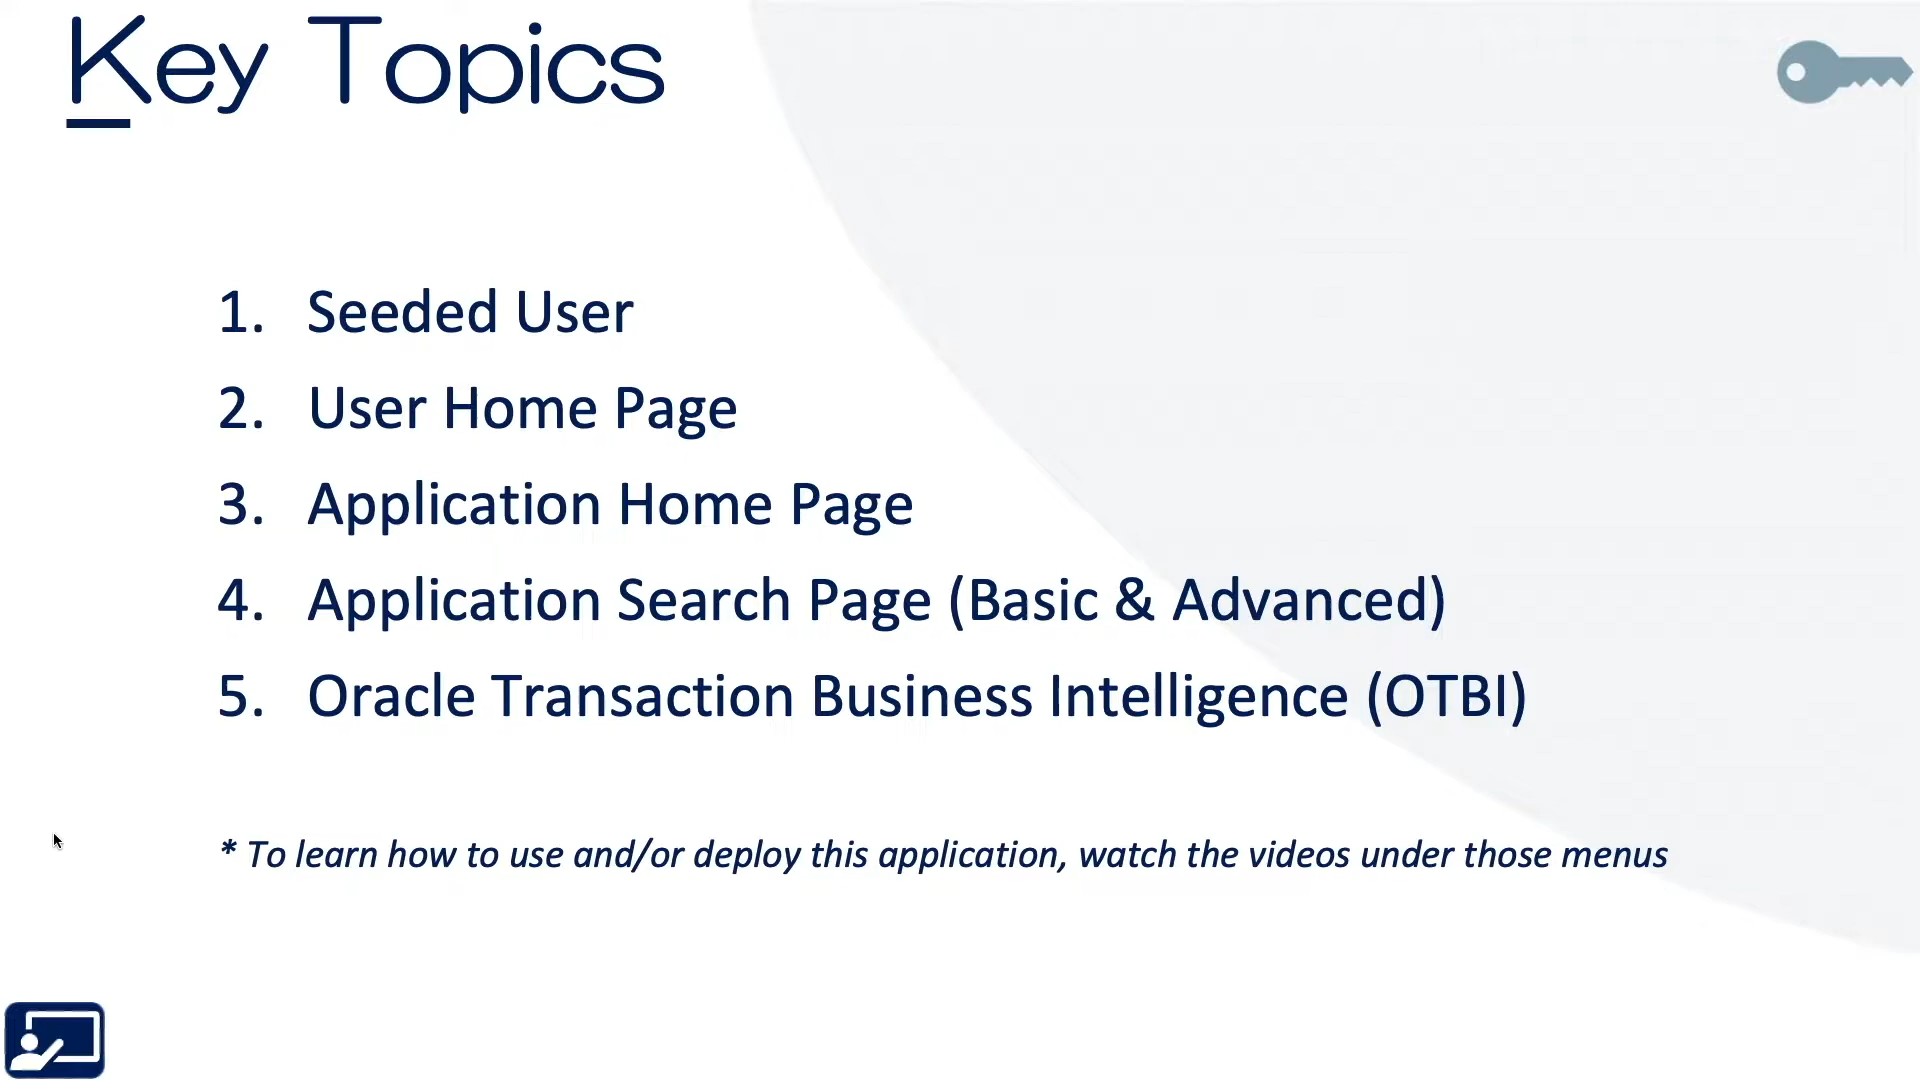 Key Topics
1. Seeded User
2. User Home Page
3. Application Home Page
4. Application Search Page (Basic & Advanced)
5. Oracle Transaction Business Intelligence (OTBI)
* To learn how to use and/or deploy this application, watch the videos under those menus